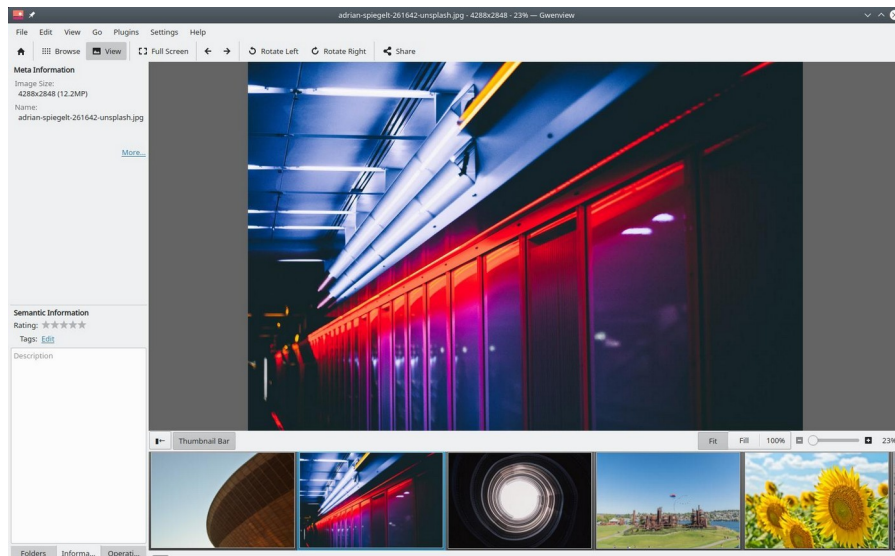 adrian-spiegelt-261642-unsplash.jpg - 4288x2848 - 23% — Gwenview
File Edit View Go Plugins Settings Help
Browse View Full Screen Rotate Left Rotate Right Share
Meta Information
Image Size:
4288x2848 (12.2MP)
Name:
adrian-spiegelt-261642-unsplash.jpg
More...
Semantic Information
Rating:
Tags: Edit
Description
Thumbnail Bar Fit Fill 100% 23%
Folders Informa... Operati...